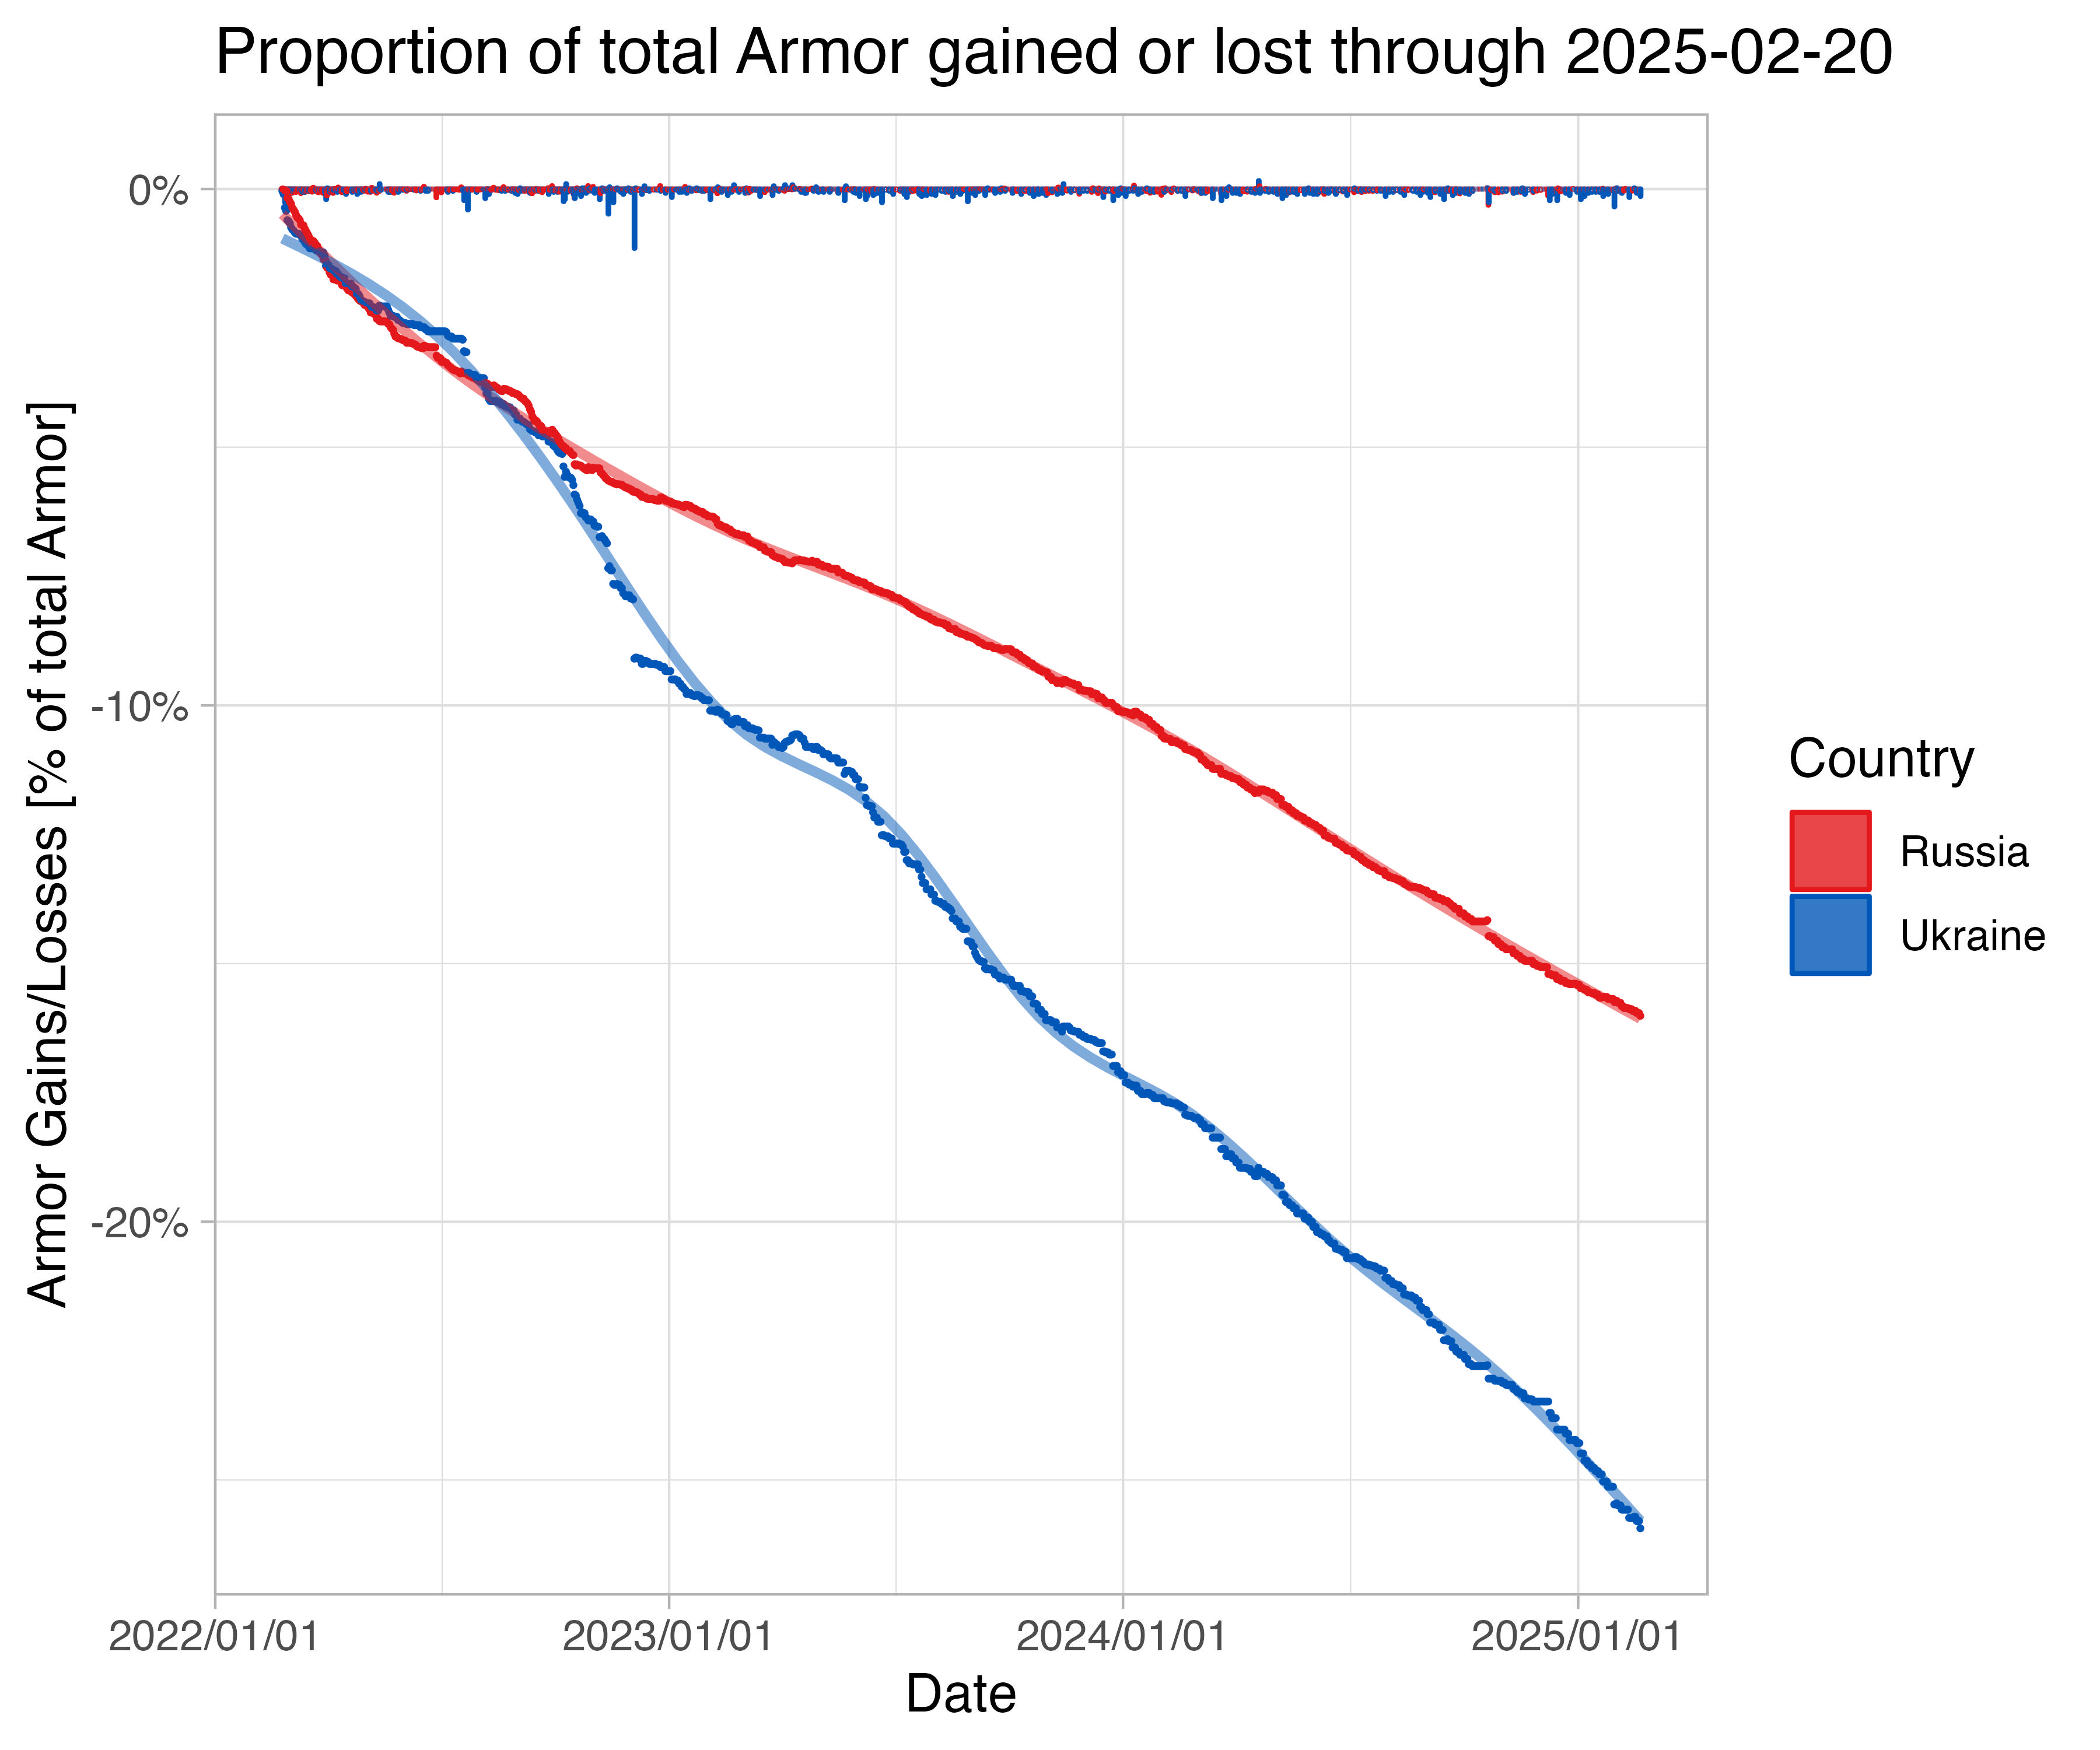 Proportion of total Armor gained or lost through 2025-02-20
Armor Gains/Losses [% of total Armor]
0%
-10%
-20%
2022/01/01
2023/01/01
2024/01/01
2025/01/01
Date
Country
Russia
Ukraine